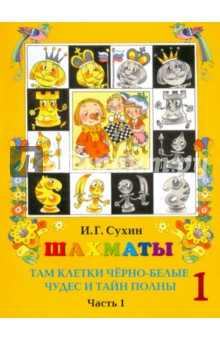 И.Г. Сухин
ШАХМАТЫ
ТАМ КЛЕТКИ ЧЁРНО-БЕЛЫЕ
ЧУДЕС И ТАЙН ПОЛНЫ
1
Часть 1